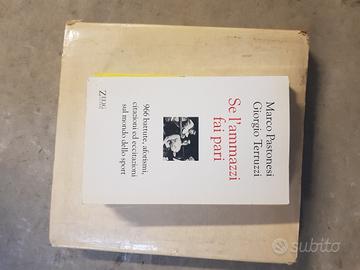 Marco Pastonesi
Giorgio Terruzzi
Se l'ammazzi
fai pari
966 battute, aforismi,
citazioni ed eccitazioni
sul mondo dello sport
ZELIG
subito